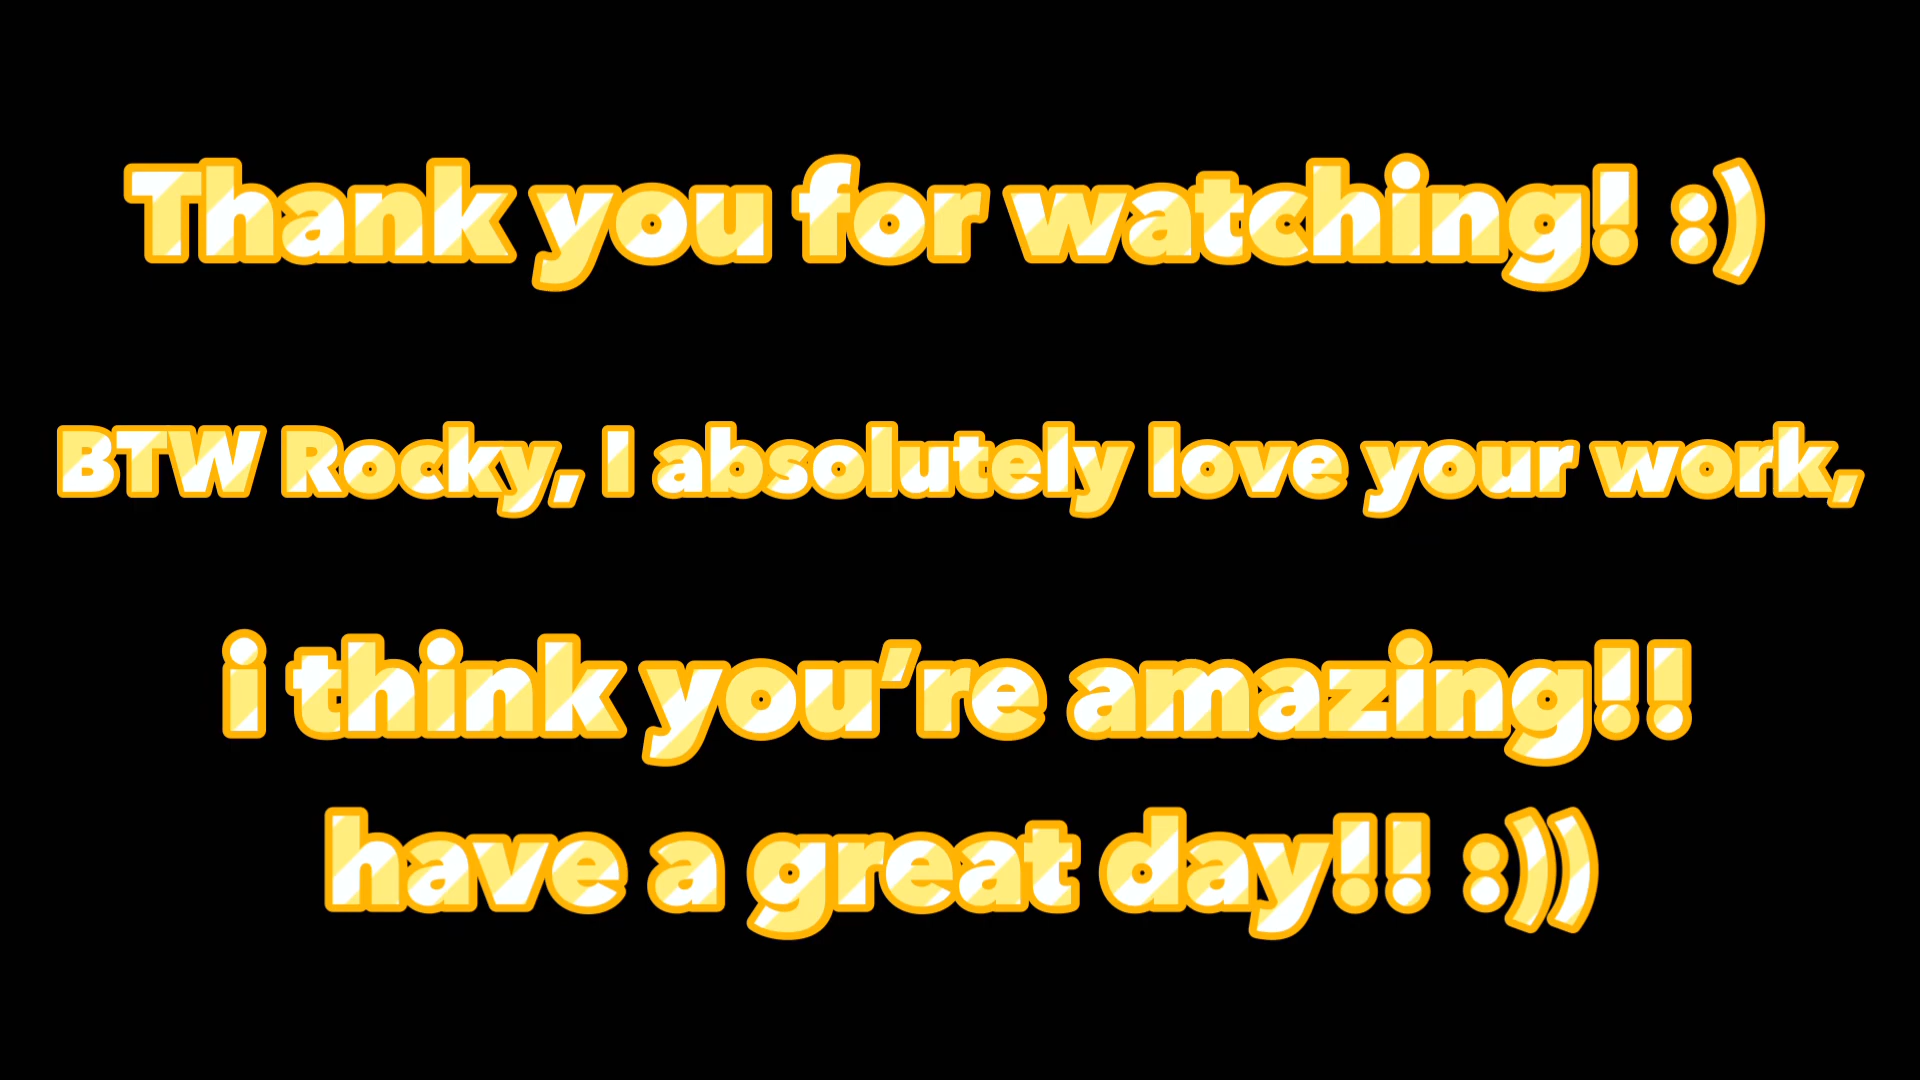 Thank you for watching! :)
BTW Rocky, I absolutely love your work,
i think you’re amazing!!
have a great day!! :))